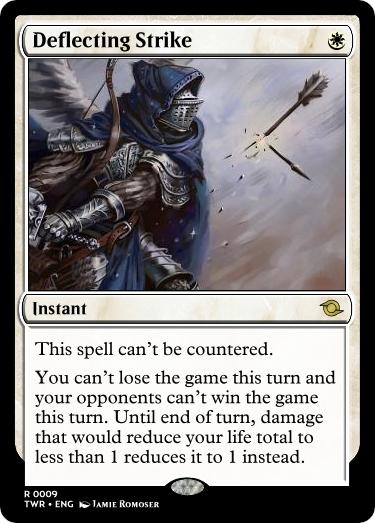 Deflecting Strike
Instant
This spell can't be countered.
You can't lose the game this turn and
your opponents can't win the game
this turn. Until end of turn, damage
that would reduce your life total to
less than 1 reduces it to 1 instead.
R 0009
TWR • ENG Jamie Romoser